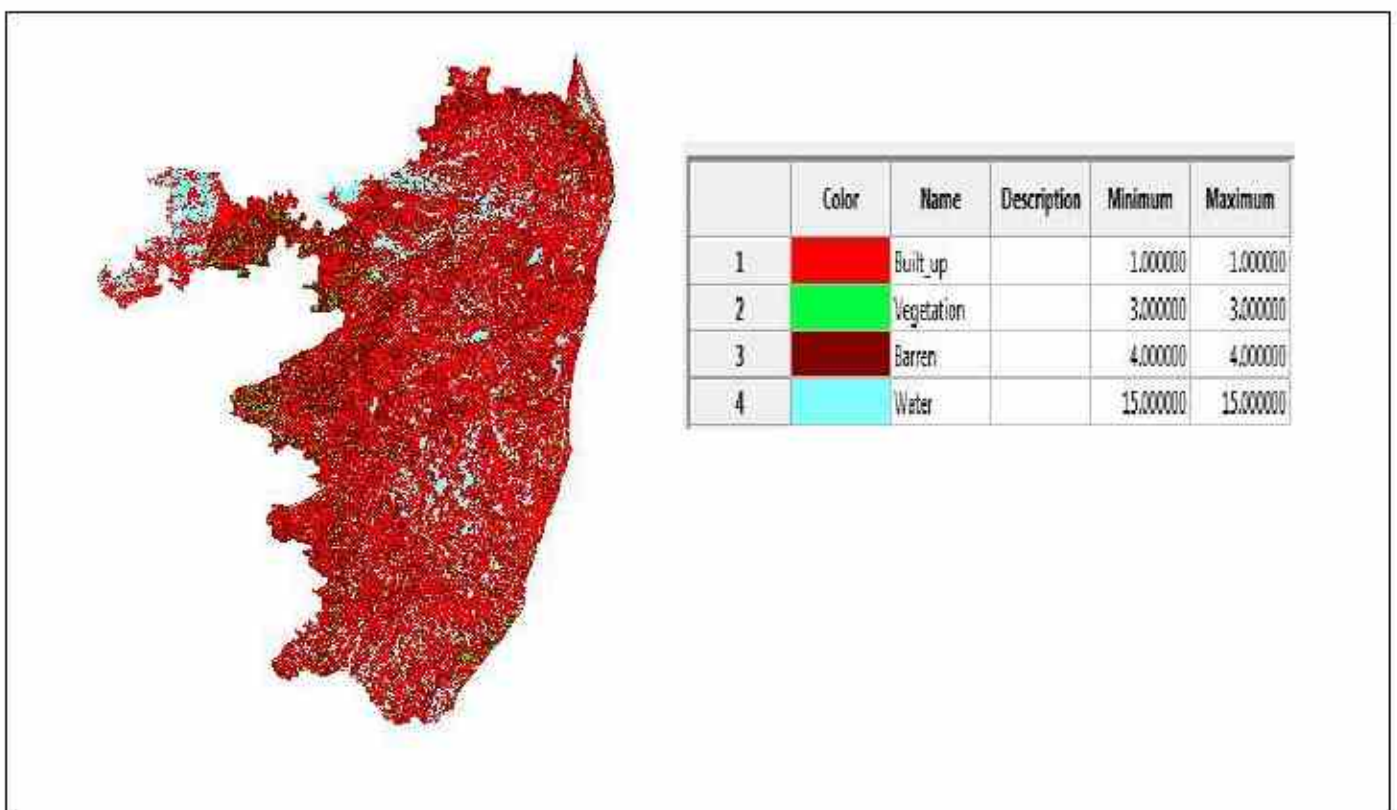 Color Name Description Minimum Maximum
1 Built_up 1.000000 1.000000
2 Vegetation 3.000000 3.000000
3 Barren 4.000000 4.000000
4 Water 15.000000 15.000000